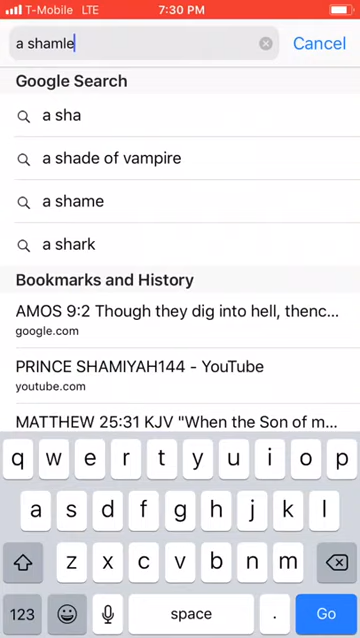 T-Mobile LTE 7:30 PM
a shamle Cancel
Google Search
a sha
a shade of vampire
a shame
a shark
Bookmarks and History
AMOS 9:2 Though they dig into hell, thenc...
google.com
PRINCE SHAMIYAH144 - YouTube
youtube.com
MATTHEW 25:31 KJV "When the Son of m...
q w e r t y u i o p
a s d f g h j k l
z x c v b n m
123 space . Go